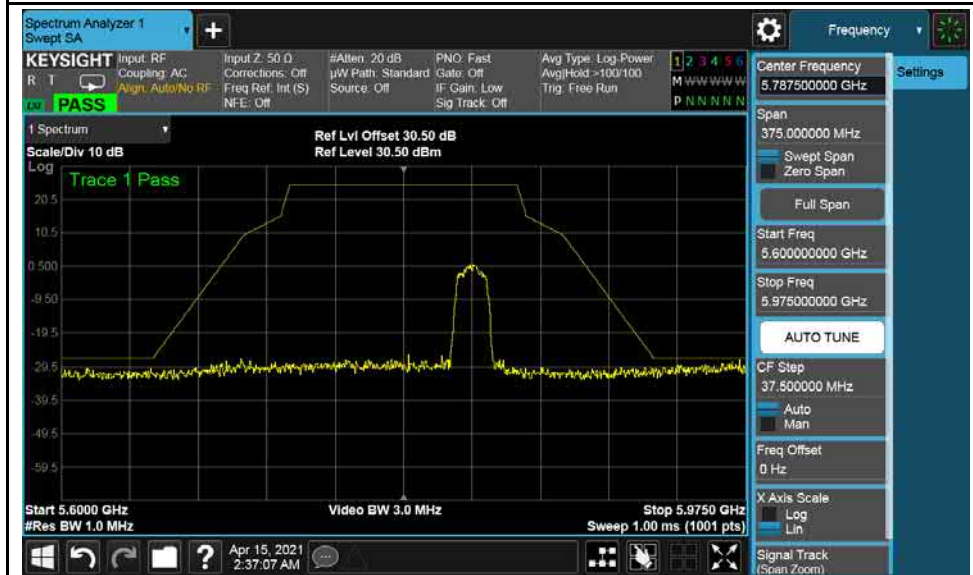 Spectrum Analyzer 1
Swept SA
+
Frequency
KEYSIGHT
R T
PASS
Input: RF
Coupling: AC
Align: Auto/No RF
Input Z: 50 Ω
Corrections: Off
Freq Ref: Int (S)
NFE: Off
#Atten: 20 dB
µW Path: Standard
Source: Off
PNO: Fast
Gate: Off
IF Gain: Low
Sig Track: Off
Avg Type: Log-Power
Avg|Hold >100/100
Trig: Free Run
1 2 3 4 5 6
M W W W W W
P N N N N N
Center Frequency
5.787500000 GHz
Settings
Span
375.000000 MHz
Swept Span
Zero Span
Full Span
Start Freq
5.600000000 GHz
Stop Freq
5.975000000 GHz
AUTO TUNE
CF Step
37.500000 MHz
Auto
Man
Freq Offset
0 Hz
X Axis Scale
Log
Lin
Signal Track
(Span Zoom)
1 Spectrum
Scale/Div 10 dB
Ref Lvl Offset 30.50 dB
Ref Level 30.50 dBm
Log
Trace 1 Pass
20.5
10.5
0.500
-9.50
-19.5
-29.5
-39.5
-49.5
-59.5
Start 5.6000 GHz
#Res BW 1.0 MHz
Video BW 3.0 MHz
Stop 5.9750 GHz
Sweep 1.00 ms (1001 pts)
?
Apr 15, 2021
2:37:07 AM